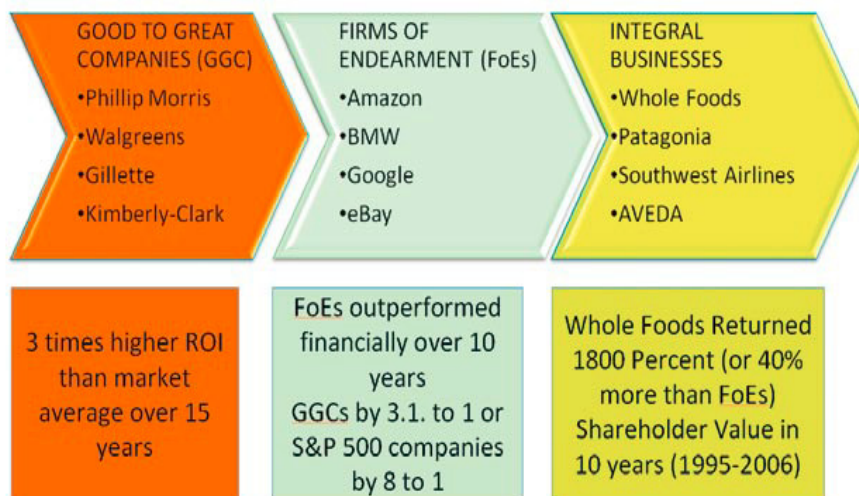 GOOD TO GREAT
COMPANIES (GGC)
•Phillip Morris
•Walgreens
•Gillette
•Kimberly-Clark
FIRMS OF
ENDEARMENT (FoEs)
•Amazon
•BMW
•Google
•eBay
INTEGRAL
BUSINESSES
•Whole Foods
•Patagonia
•Southwest Airlines
•AVEDA
3 times higher ROI
than market
average over 15
years
FoEs outperformed
financially over 10
years
GGCs by 3.1. to 1 or
S&P 500 companies
by 8 to 1
Whole Foods Returned
1800 Percent (or 40%
more than FoEs)
Shareholder Value in
10 years (1995-2006)